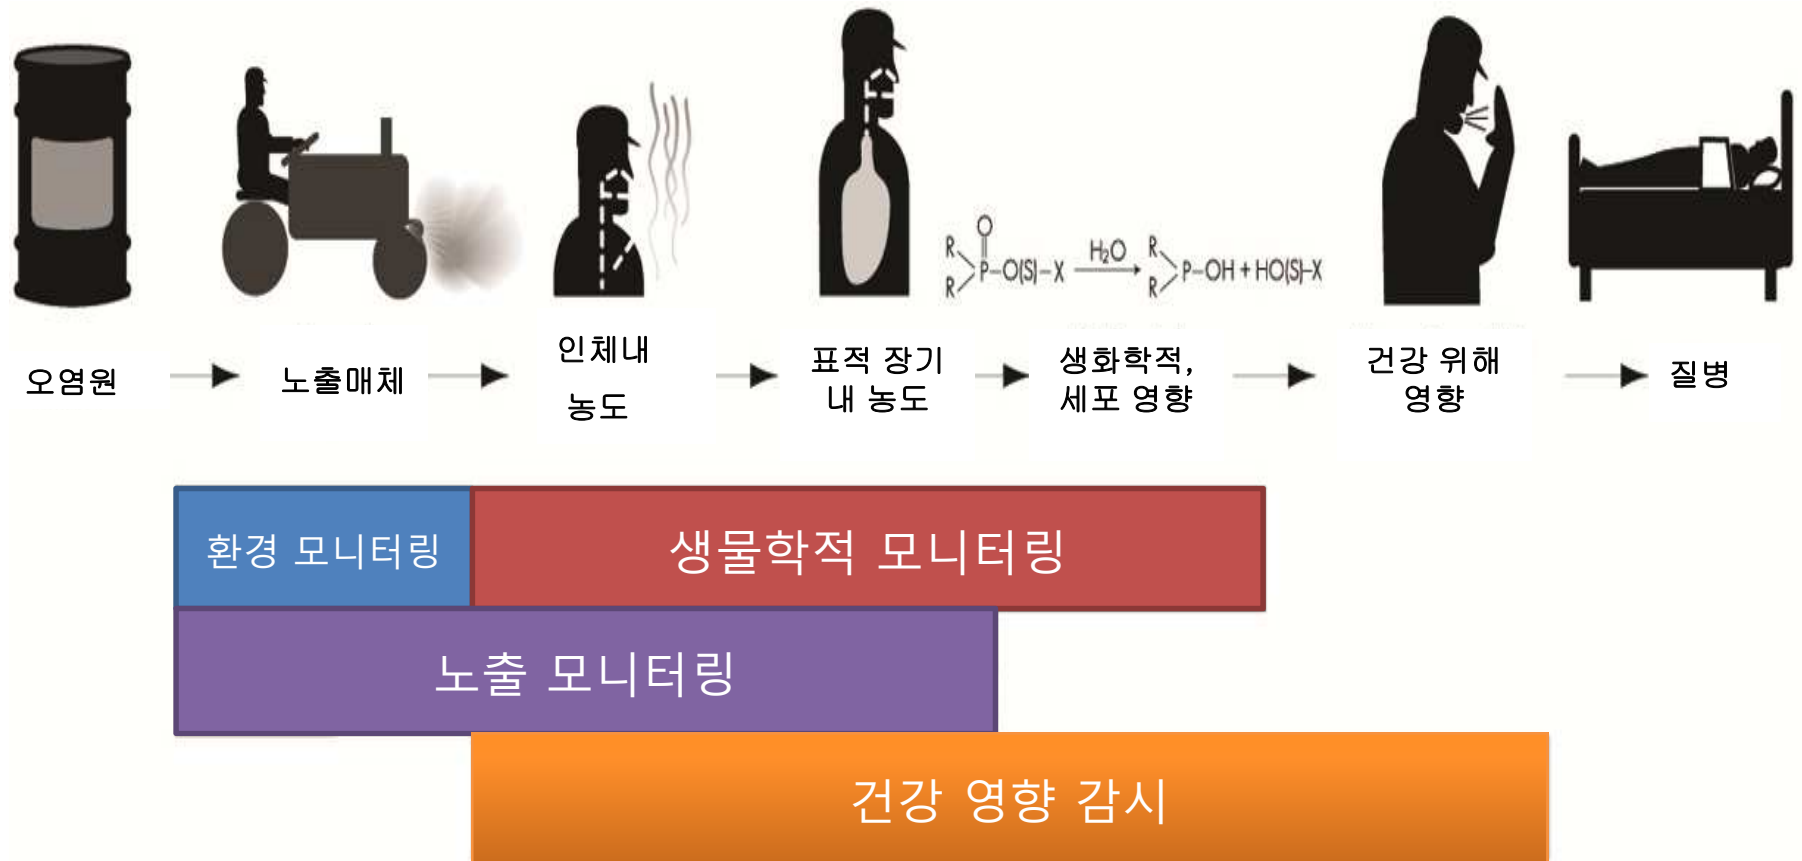 R
R
O
P-O(S)-X
H₂O
R
R
P-OH+HO(S)-X
오염원
노출매체
인체내
농도
표적 장기
내 농도
생화학적,
세포 영향
건강 위해
영향
질병
환경 모니터링
생물학적 모니터링
노출 모니터링
건강 영향 감시